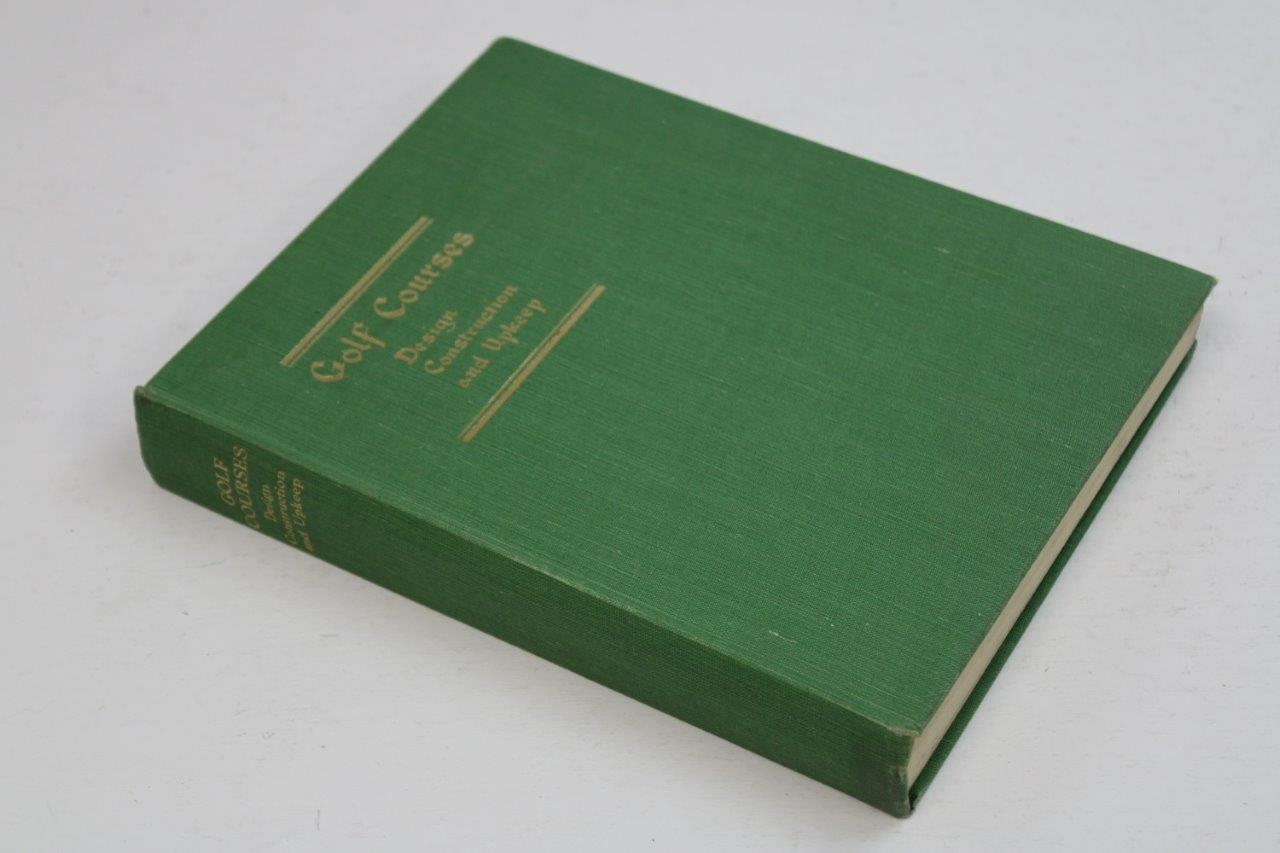 Golf Courses
Design
Construction
and Upkeep
GOLF
COURSES
Design
Construction
and Upkeep